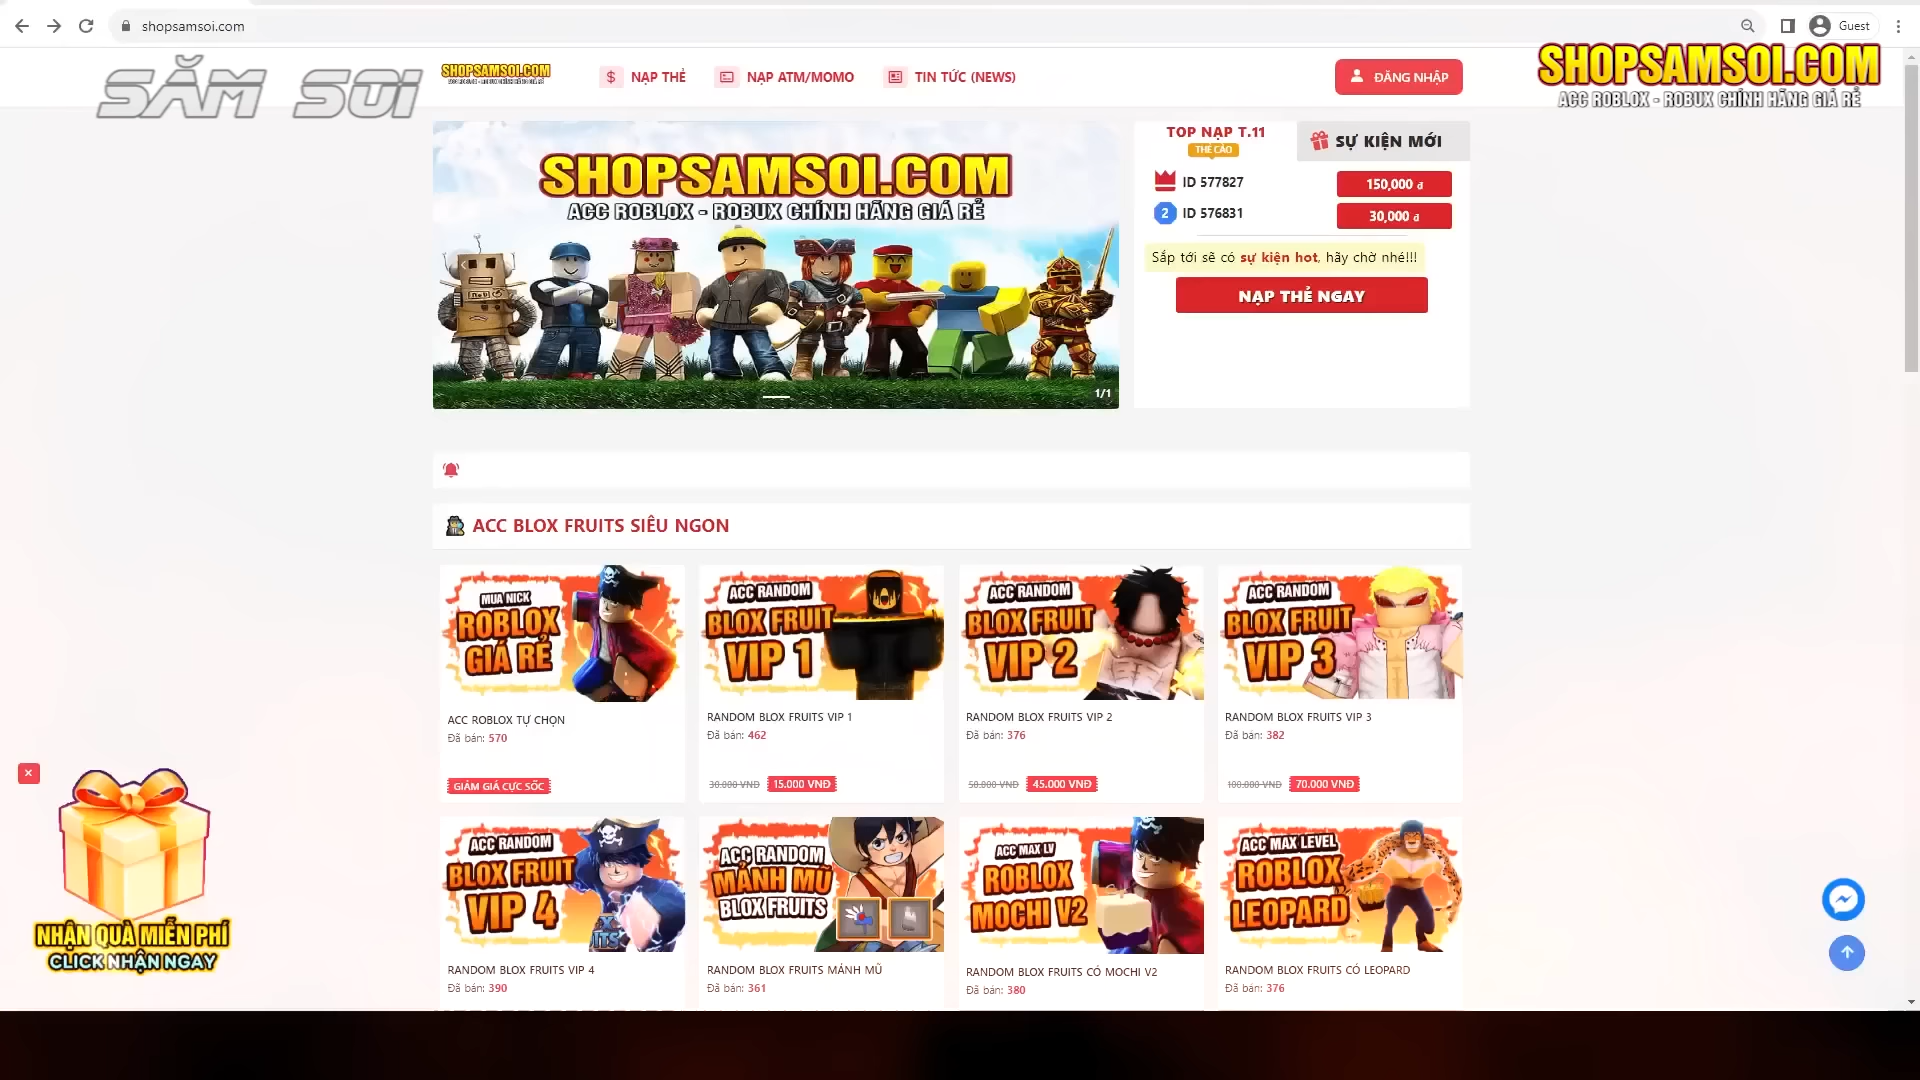 shopsamsoi.com
Guest
SĂM SOI
SHOPSAMSOI.COM
NẠP THẺ
NẠP ATM/MOMO
TIN TỨC (NEWS)
ĐĂNG NHẬP
SHOPSAMSOI.COM
ACC ROBLOX - ROBUX CHÍNH HÃNG GIÁ RẺ
SHOPSAMSOI.COM
ACC ROBLOX - ROBUX CHÍNH HÃNG GIÁ RẺ
1/1
TOP NẠP T.11
THẺ CÀO
SỰ KIỆN MỚI
ID 577827
150,000 đ
2
ID 576831
30,000 đ
Sắp tới sẽ có sự kiện hot, hãy chờ nhé!!!
NẠP THẺ NGAY
ACC BLOX FRUITS SIÊU NGON
MUA NICK
ROBLOX
GIÁ RẺ
ACC RANDOM
BLOX FRUIT
VIP 1
ACC RANDOM
BLOX FRUIT
VIP 2
ACC RANDOM
BLOX FRUIT
VIP 3
ACC ROBLOX TỰ CHỌN
Đã bán: 570
GIẢM GIÁ CỰC SỐC
RANDOM BLOX FRUITS VIP 1
Đã bán: 462
30.000 VNĐ 15.000 VNĐ
RANDOM BLOX FRUITS VIP 2
Đã bán: 376
50.000 VNĐ 45.000 VNĐ
RANDOM BLOX FRUITS VIP 3
Đã bán: 382
100.000 VNĐ 70.000 VNĐ
ACC RANDOM
BLOX FRUIT
VIP 4
ACC RANDOM
MẢNH MŨ
BLOX FRUITS
ACC MAX LV
ROBLOX
MOCHI V2
ACC MAX LEVEL
ROBLOX
LEOPARD
RANDOM BLOX FRUITS VIP 4
Đã bán: 390
RANDOM BLOX FRUITS MẢNH MŨ
Đã bán: 361
RANDOM BLOX FRUITS CÓ MOCHI V2
Đã bán: 380
RANDOM BLOX FRUITS CÓ LEOPARD
Đã bán: 376
NHẬN QUÀ MIỄN PHÍ
CLICK NHẬN NGAY